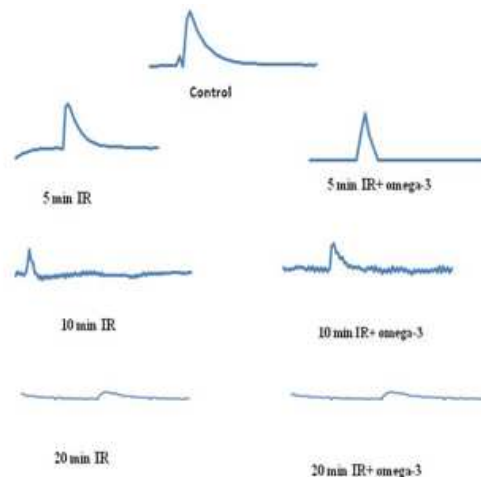 Control
5 min IR
5 min IR+ omega-3
10 min IR
10 min IR+ omega-3
20 min IR
20 min IR+ omega-3